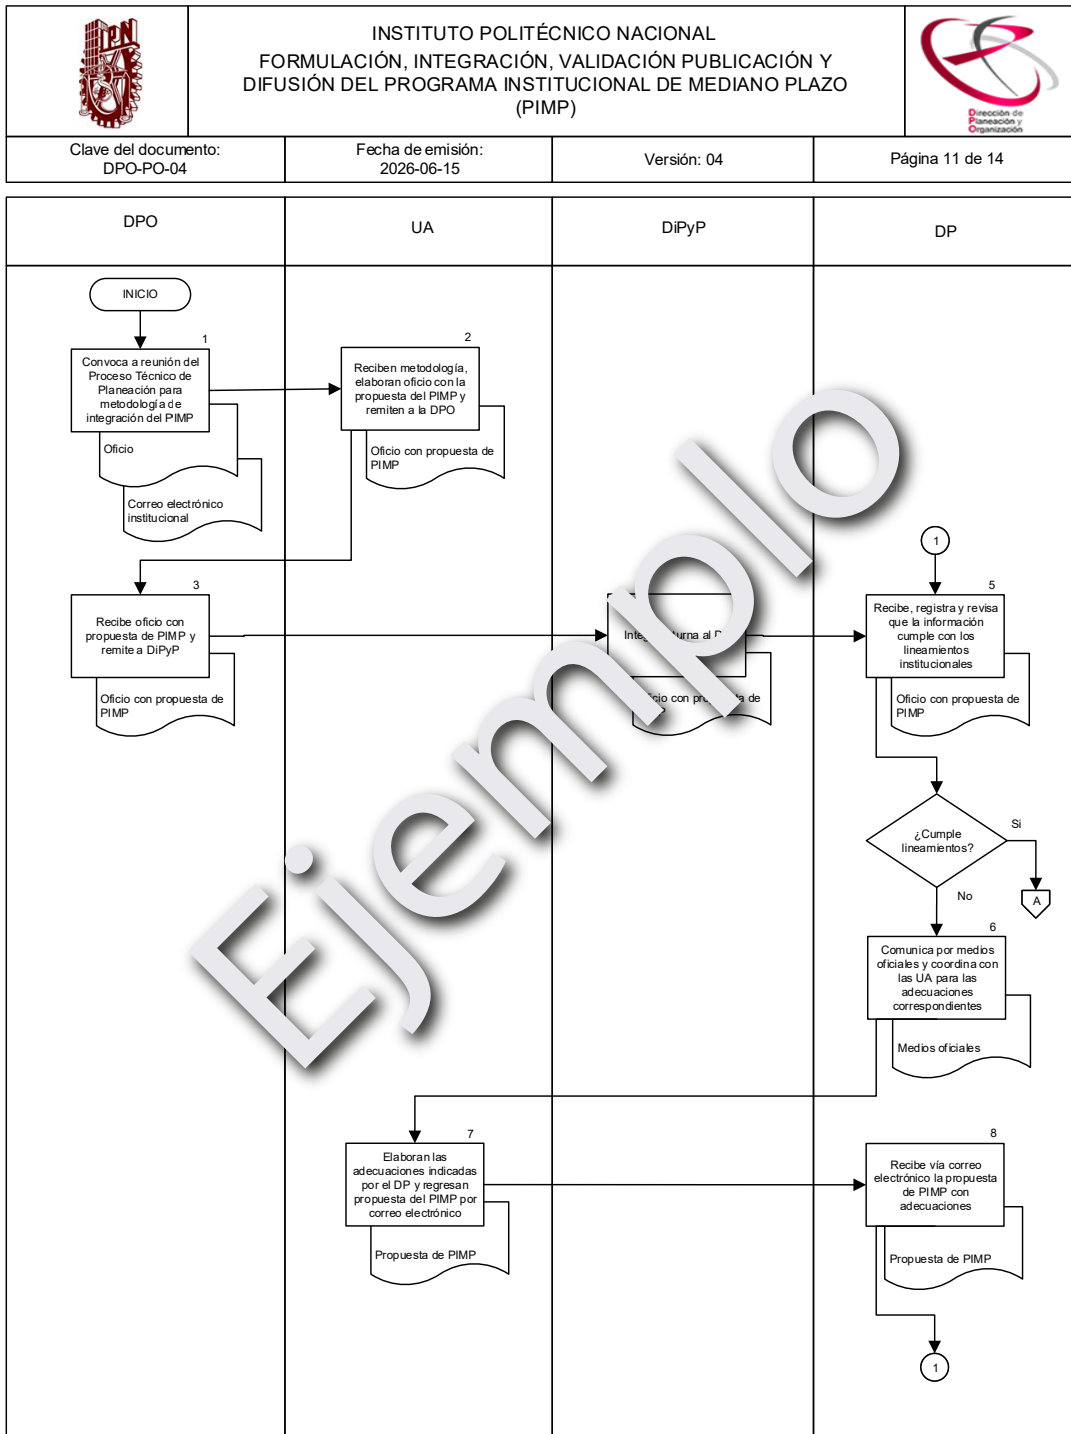 IPN
INSTITUTO POLITÉCNICO NACIONAL
FORMULACIÓN, INTEGRACIÓN, VALIDACIÓN PUBLICACIÓN Y
DIFUSIÓN DEL PROGRAMA INSTITUCIONAL DE MEDIANO PLAZO
(PIMP)
Dirección de
Planeación y
Organización
Clave del documento:
DPO-PO-04
Fecha de emisión:
2026-06-15
Versión: 04
Página 11 de 14
DPO
UA
DiPyP
DP
INICIO
1
Convoca a reunión del
Proceso Técnico de
Planeación para
metodología de
integración del PIMP
Oficio
Correo electrónico
institucional
2
Reciben metodología,
elaboran oficio con la
propuesta del PIMP y
remiten a la DPO
Oficio con propuesta de
PIMP
3
Recibe oficio con
propuesta de PIMP y
remite a DiPyP
Oficio con propuesta de
PIMP
al
con
de
1
5
Recibe, registra y revisa
que la información
cumple con los
lineamientos
institucionales
Oficio con propuesta de
PIMP
¿Cumple
lineamientos?
Si
A
No
6
Comunica por medios
oficiales y coordina con
las UA para las
adecuaciones
correspondientes
Medios oficiales
7
Elaboran las
adecuaciones indicadas
por el DP y regresan
propuesta del PIMP por
correo electrónico
Propuesta de PIMP
8
Recibe vía correo
electrónico la propuesta
de PIMP con
adecuaciones
Propuesta de PIMP
1
Ejemplo